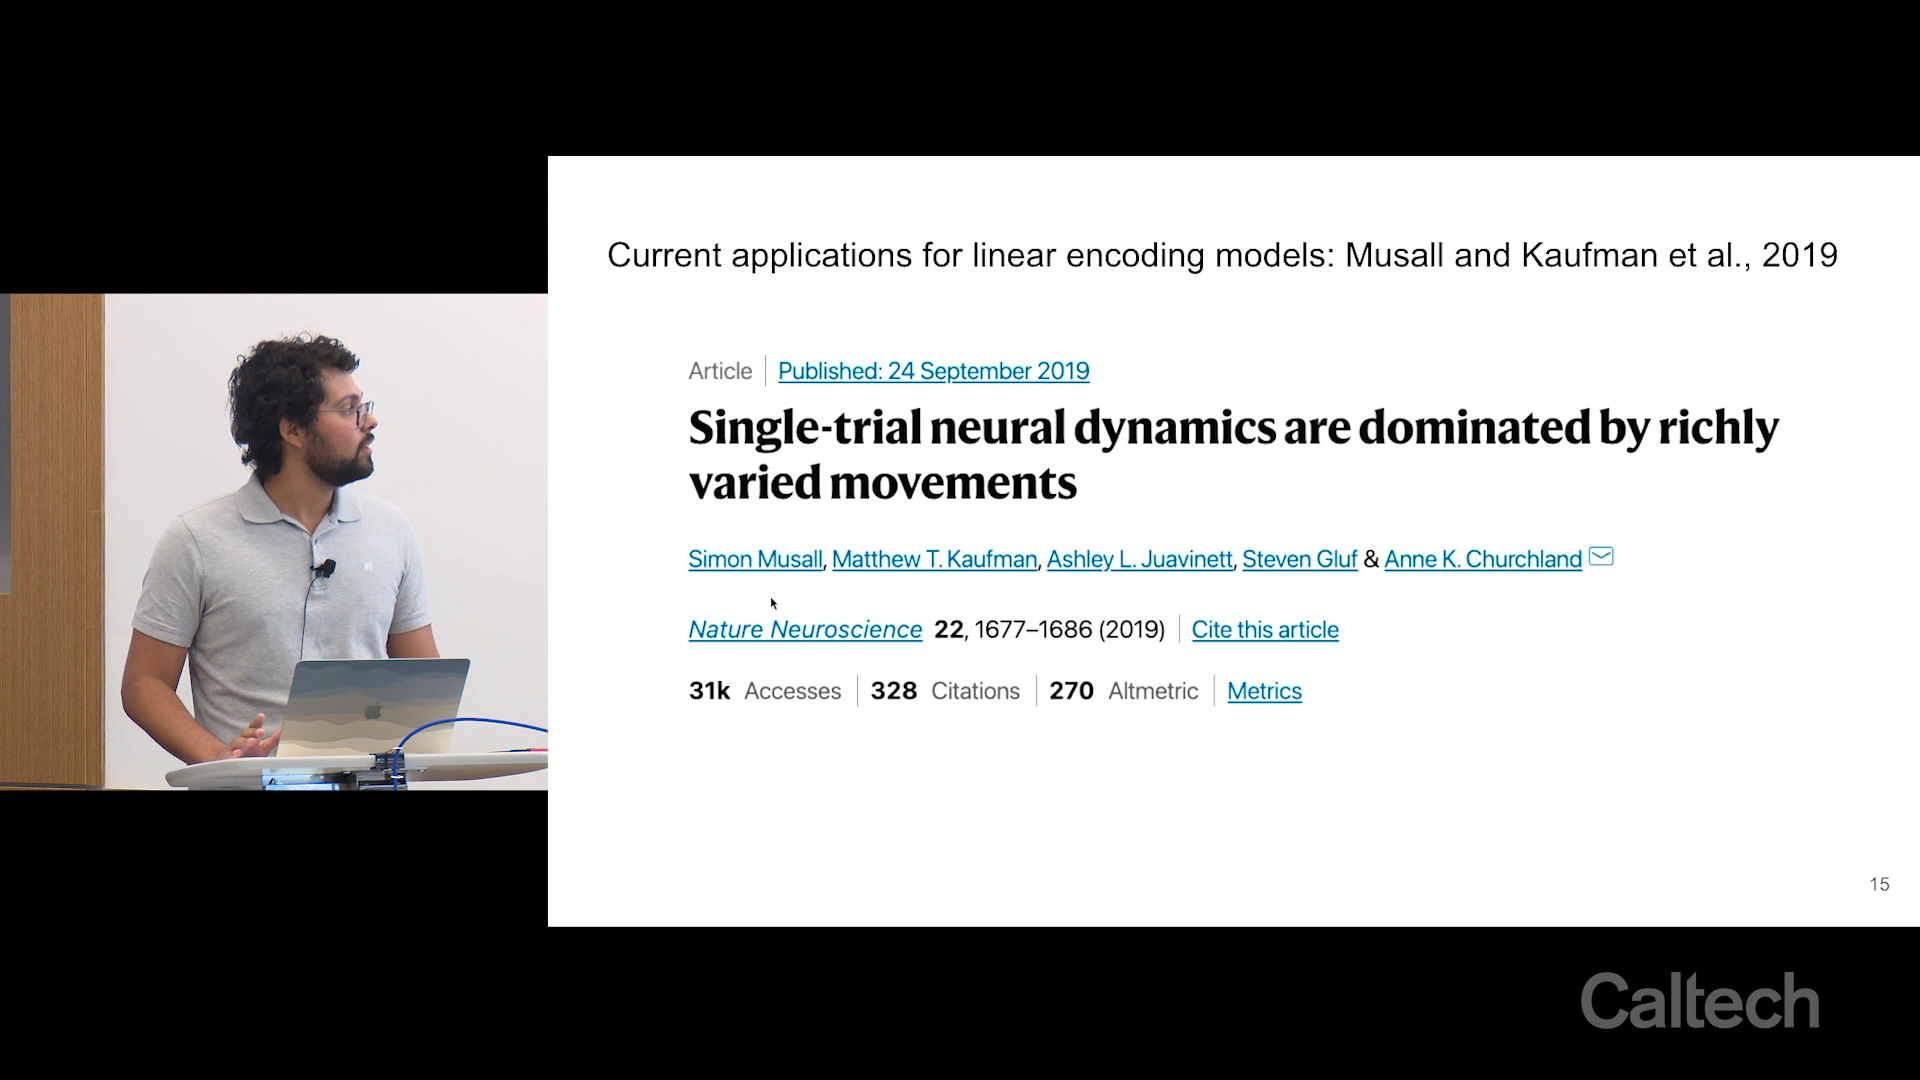 Current applications for linear encoding models: Musall and Kaufman et al., 2019
Article | Published: 24 September 2019
Single-trial neural dynamics are dominated by richly
varied movements
Simon Musall, Matthew T. Kaufman, Ashley L. Juavinett, Steven Gluf & Anne K. Churchland
Nature Neuroscience 22, 1677–1686 (2019) | Cite this article
31k Accesses | 328 Citations | 270 Altmetric | Metrics
15
Caltech